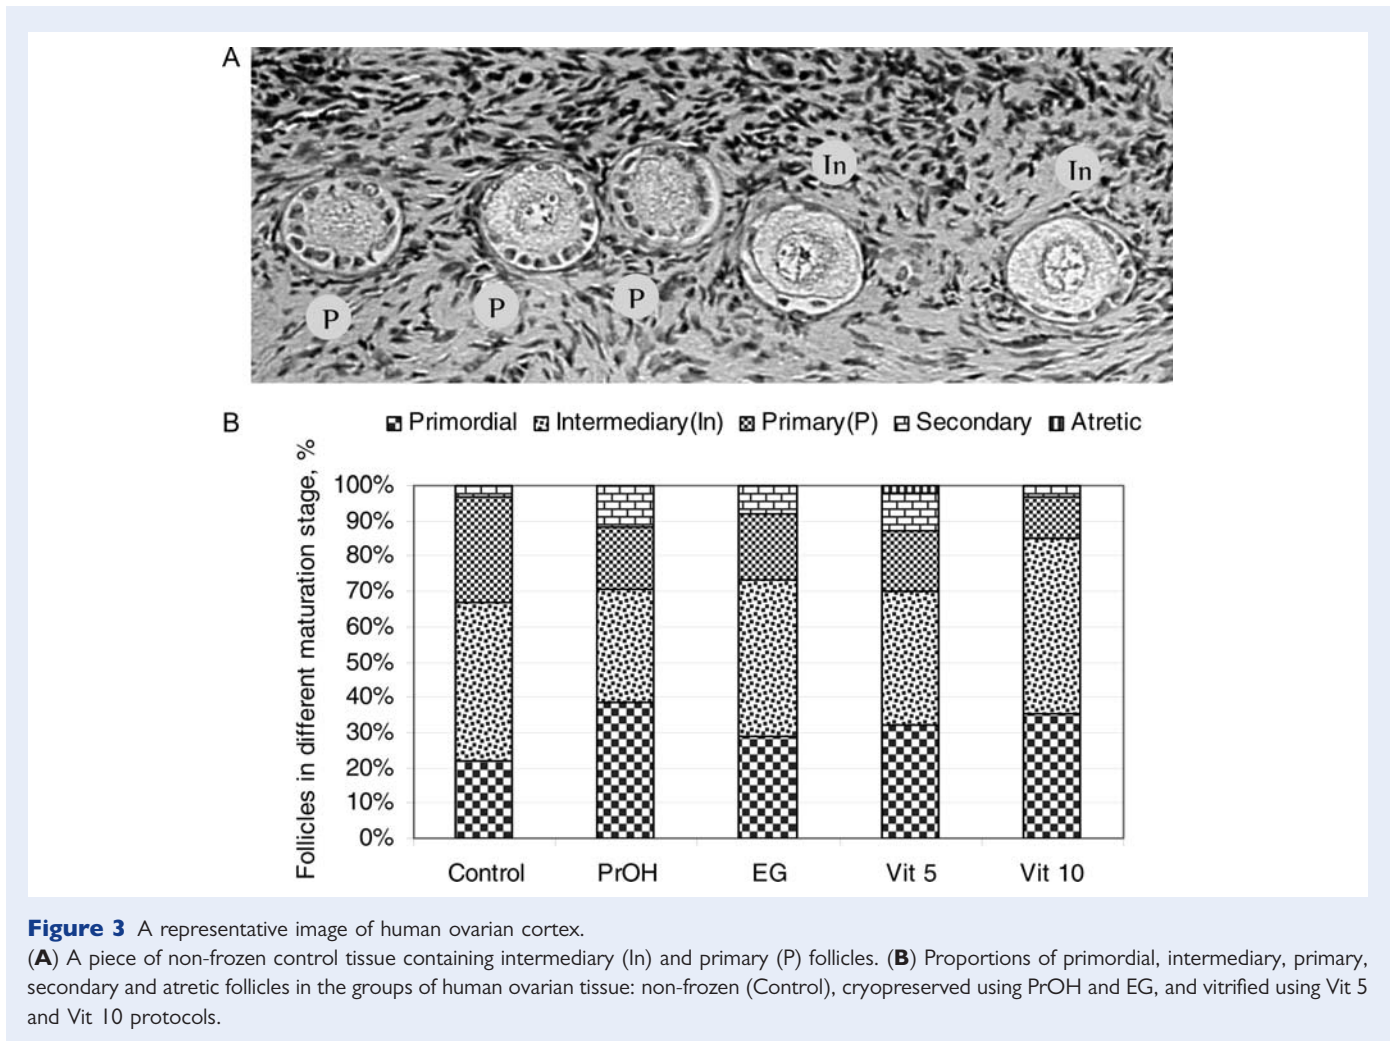 A
In
In
P
P
P
B
Primordial Intermediary(In) Primary(P) Secondary Atretic
Follicles in different maturation stage, %
100%
90%
80%
70%
60%
50%
40%
30%
20%
10%
0%
Control PrOH EG Vit 5 Vit 10
Figure 3 A representative image of human ovarian cortex.
(A) A piece of non-frozen control tissue containing intermediary (In) and primary (P) follicles. (B) Proportions of primordial, intermediary, primary,
secondary and atretic follicles in the groups of human ovarian tissue: non-frozen (Control), cryopreserved using PrOH and EG, and vitrified using Vit 5
and Vit 10 protocols.